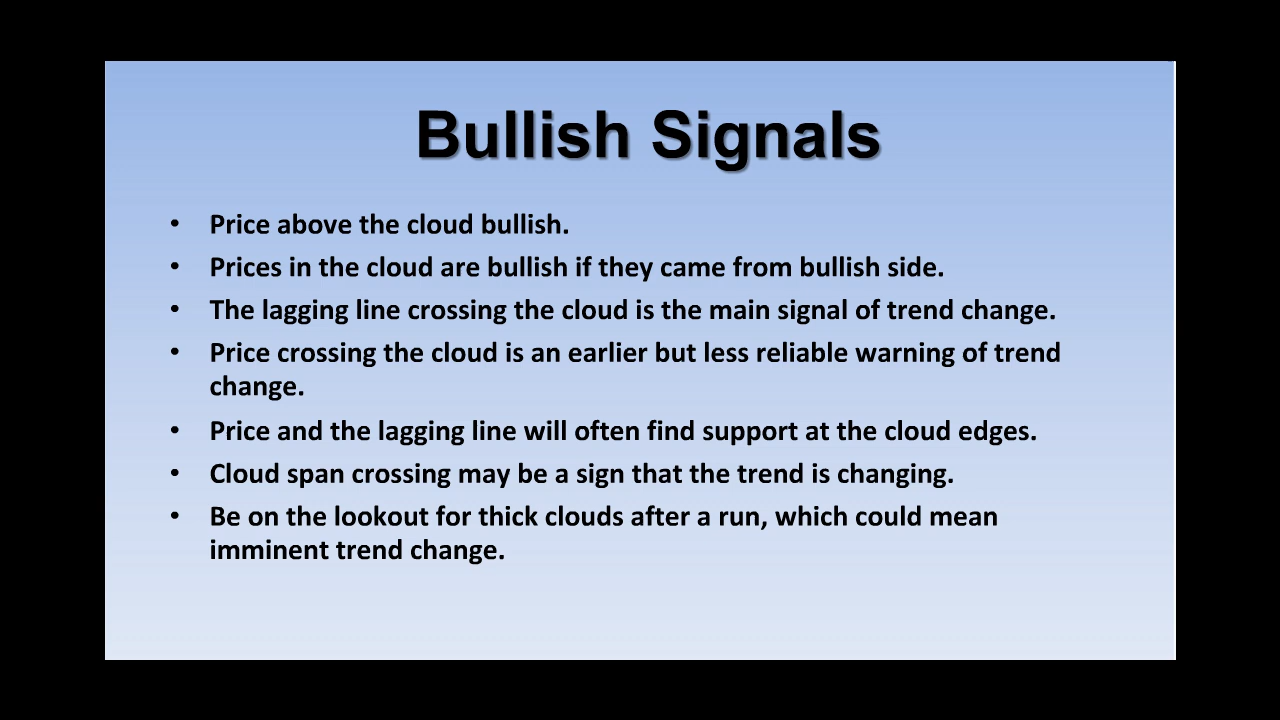 Bullish Signals
• Price above the cloud bullish.
• Prices in the cloud are bullish if they came from bullish side.
• The lagging line crossing the cloud is the main signal of trend change.
• Price crossing the cloud is an earlier but less reliable warning of trend
change.
• Price and the lagging line will often find support at the cloud edges.
• Cloud span crossing may be a sign that the trend is changing.
• Be on the lookout for thick clouds after a run, which could mean
imminent trend change.